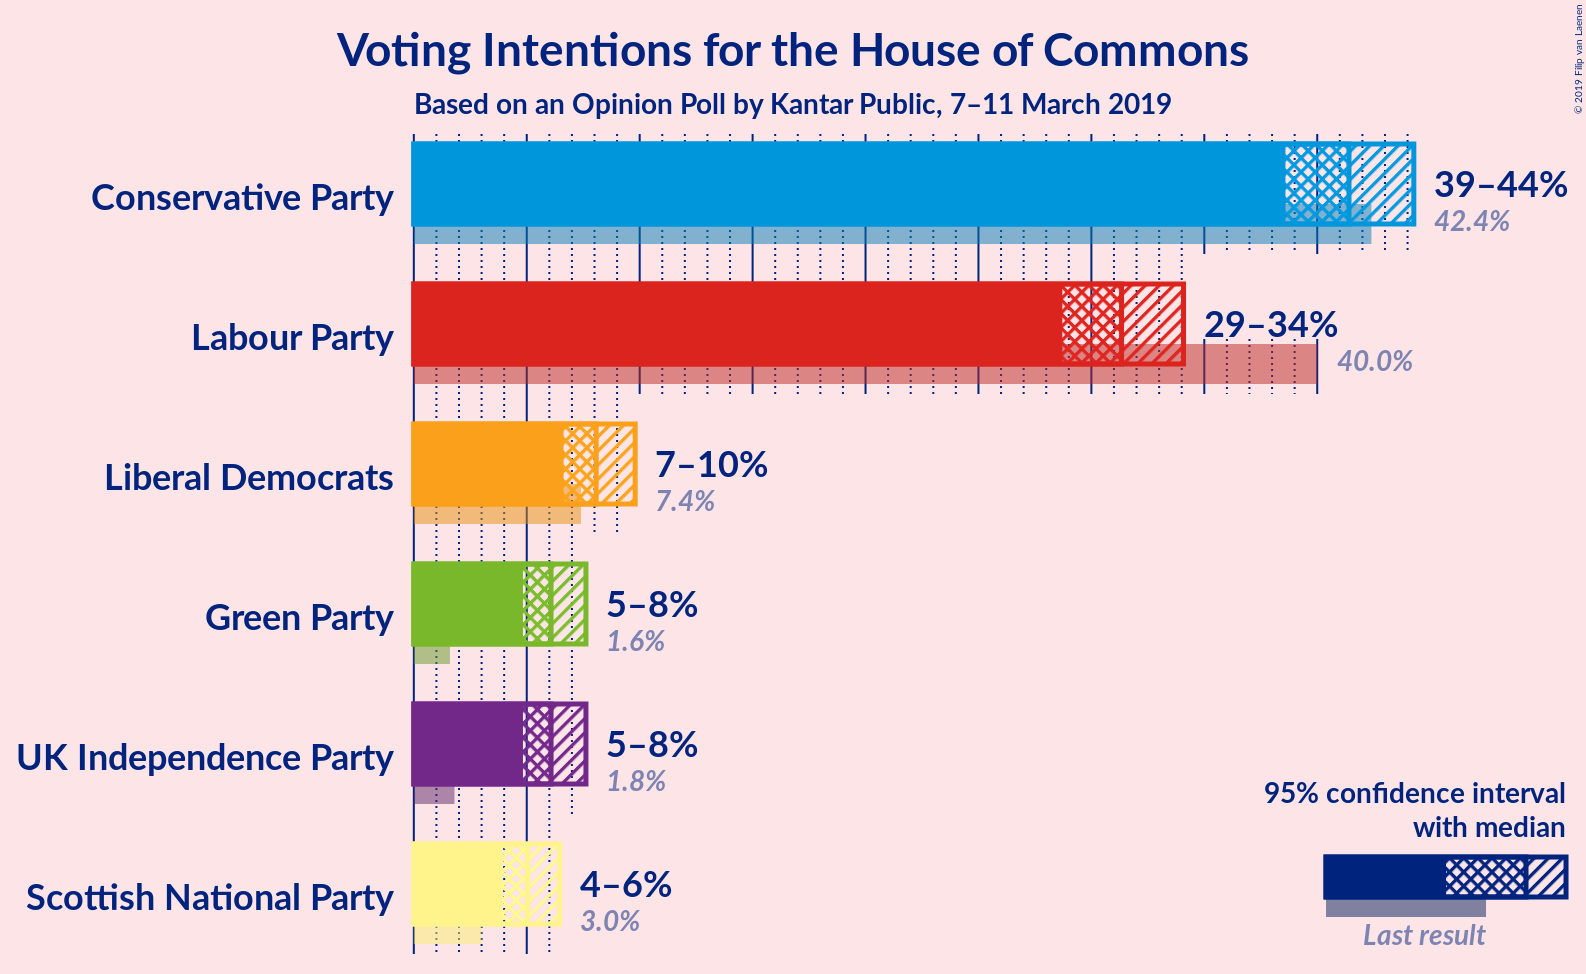 Voting Intentions for the House of Commons
Based on an Opinion Poll by Kantar Public, 7–11 March 2019
© 2019 Filip van Laenen
Conservative Party
39–44%
42.4%
Labour Party
29–34%
40.0%
Liberal Democrats
7–10%
7.4%
Green Party
5–8%
1.6%
UK Independence Party
5–8%
1.8%
Scottish National Party
4–6%
3.0%
95% confidence interval
with median
Last result